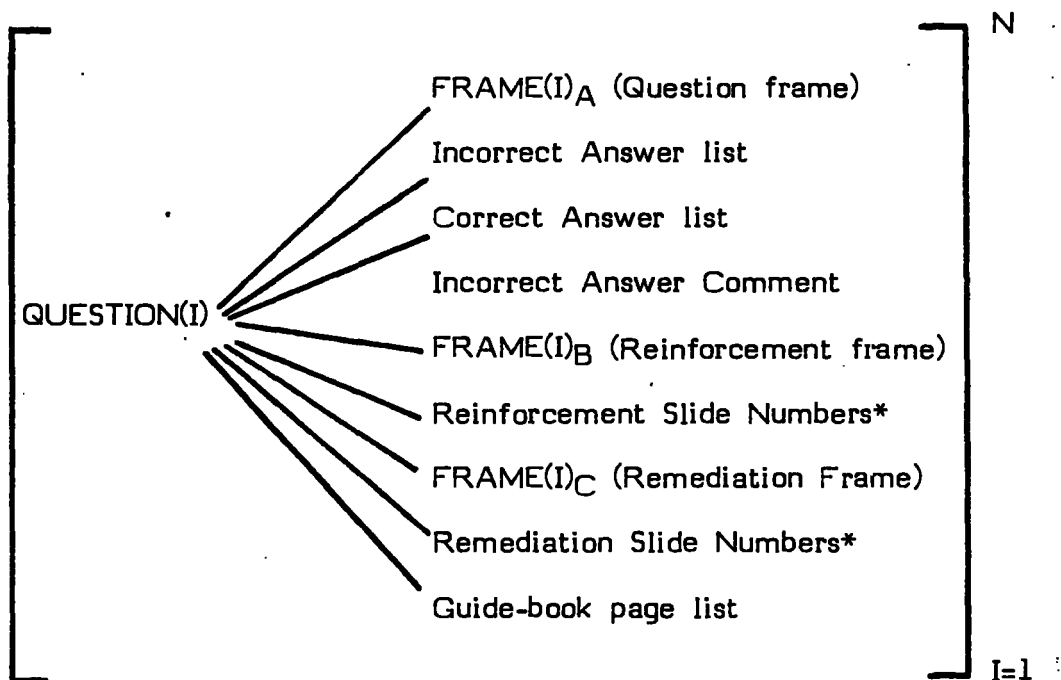 N
FRAME(I)A (Question frame)
Incorrect Answer list
Correct Answer list
Incorrect Answer Comment
QUESTION(I)
FRAME(I)B (Reinforcement frame)
Reinforcement Slide Numbers*
FRAME(I)C (Remediation Frame)
Remediation Slide Numbers*
Guide-book page list
I=1